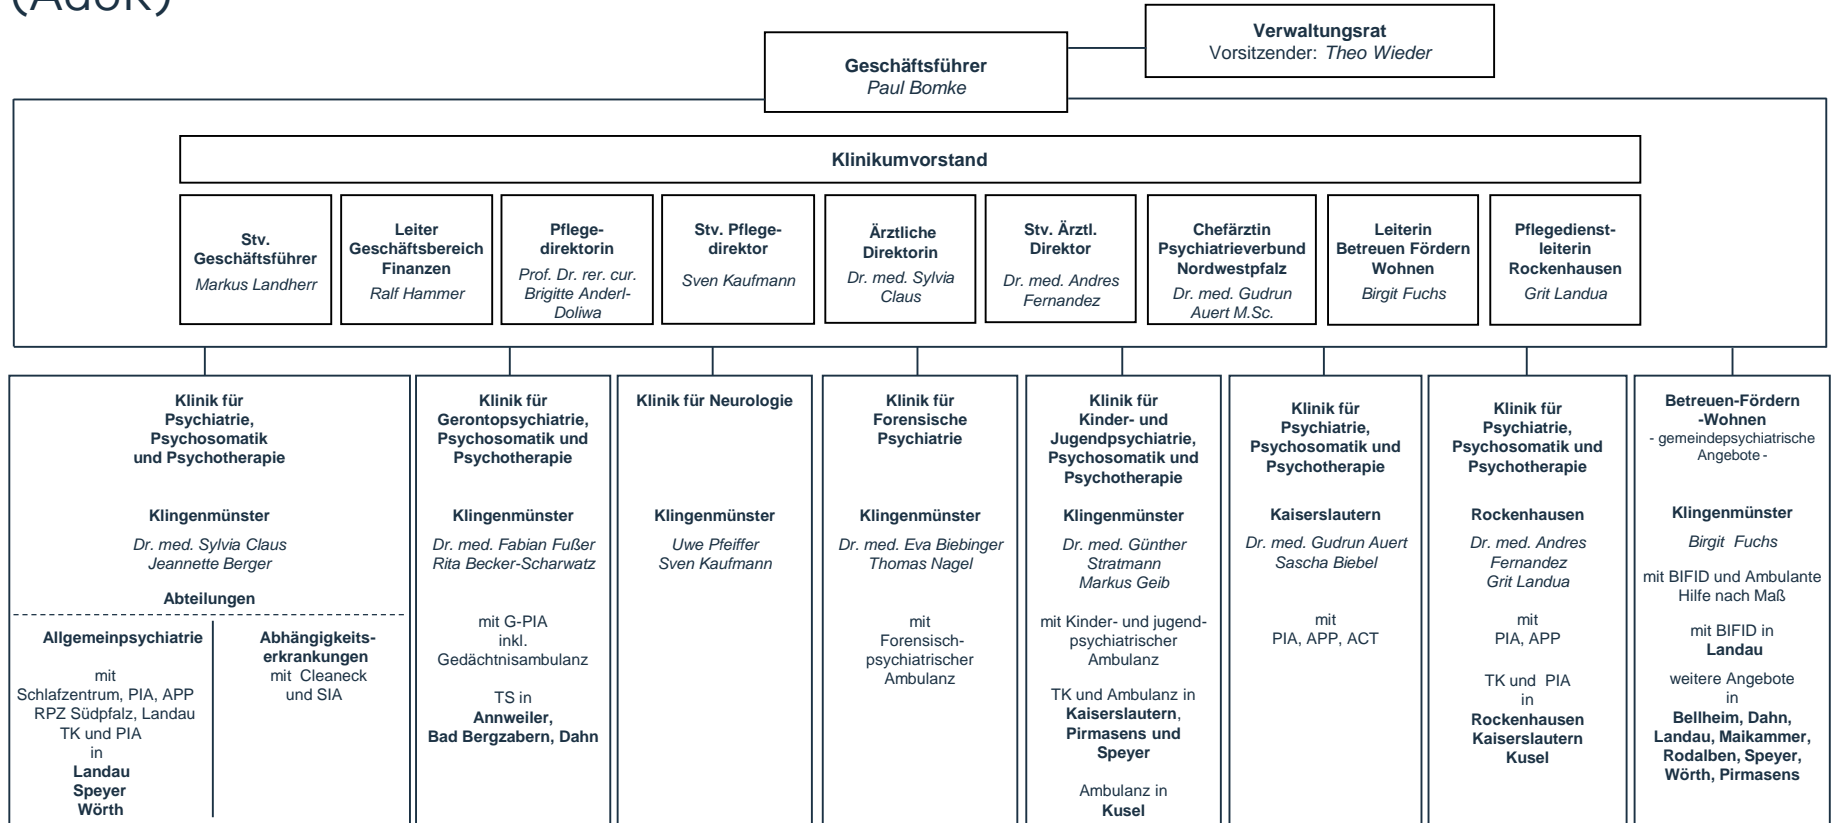 (AdöR)
Verwaltungsrat
Vorsitzender: Theo Wieder
Geschäftsführer
Paul Bomke
Klinikumvorstand
Stv.
Geschäftsführer
Markus Landherr
Leiter
Geschäftsbereich
Finanzen
Ralf Hammer
Pflege-
direktorin
Prof. Dr. rer. cur.
Brigitte Anderl-
Doliwa
Stv. Pflege-
direktor
Sven Kaufmann
Ärztliche
Direktorin
Dr. med. Sylvia
Claus
Stv. Ärztl.
Direktor
Dr. med. Andres
Fernandez
Chefärztin
Psychiatrieverbund
Nordwestpfalz
Dr. med. Gudrun
Auert M.Sc.
Leiterin
Betreuen Fördern
Wohnen
Birgit Fuchs
Pflegedienst-
leiterin
Rockenhausen
Grit Landua
Klinik für
Psychiatrie,
Psychosomatik
und Psychotherapie
Klingenmünster
Dr. med. Sylvia Claus
Jeannette Berger
Abteilungen
Allgemeinpsychiatrie
mit
Schlafzentrum, PIA, APP
RPZ Südpfalz, Landau
TK und PIA
in
Landau
Speyer
Wörth
Abhängigkeits-
erkrankungen
mit Cleaneck
und SIA
Klinik für
Gerontopsychiatrie,
Psychosomatik und
Psychotherapie
Klingenmünster
Dr. med. Fabian Fußer
Rita Becker-Scharwatz
mit G-PIA
inkl.
Gedächtnisambulanz
TS in
Annweiler,
Bad Bergzabern, Dahn
Klinik für Neurologie
Klingenmünster
Uwe Pfeiffer
Sven Kaufmann
Klinik für
Forensische
Psychiatrie
Klingenmünster
Dr. med. Eva Biebinger
Thomas Nagel
mit
Forensisch-
psychiatrischer
Ambulanz
Klinik für
Kinder- und
Jugendpsychiatrie,
Psychosomatik und
Psychotherapie
Klingenmünster
Dr. med. Günther
Stratmann
Markus Geib
mit Kinder- und jugend-
psychiatrischer
Ambulanz
TK und Ambulanz in
Kaiserslautern,
Pirmasens und
Speyer
Ambulanz in
Kusel
Klinik für
Psychiatrie,
Psychosomatik und
Psychotherapie
Kaiserslautern
Dr. med. Gudrun Auert
Sascha Biebel
mit
PIA, APP, ACT
Klinik für
Psychiatrie,
Psychosomatik und
Psychotherapie
Rockenhausen
Dr. med. Andres
Fernandez
Grit Landua
mit
PIA, APP
TK und PIA
in
Rockenhausen
Kaiserslautern
Kusel
Betreuen-Fördern
-Wohnen
- gemeindepsychiatrische
Angebote -
Klingenmünster
Birgit Fuchs
mit BIFID und Ambulante
Hilfe nach Maß
mit BIFID in
Landau
weitere Angebote
in
Bellheim, Dahn,
Landau, Maikammer,
Rodalben, Speyer,
Wörth, Pirmasens